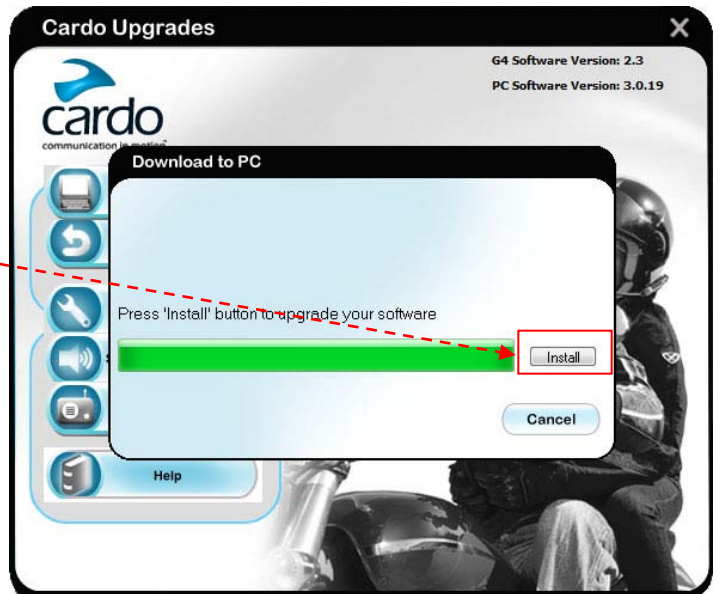 Cardo Upgrades
G4 Software Version: 2.3
PC Software Version: 3.0.19
cardo
communication in motion
Download to PC
Press 'Install' button to upgrade your software
Install
Cancel
Help